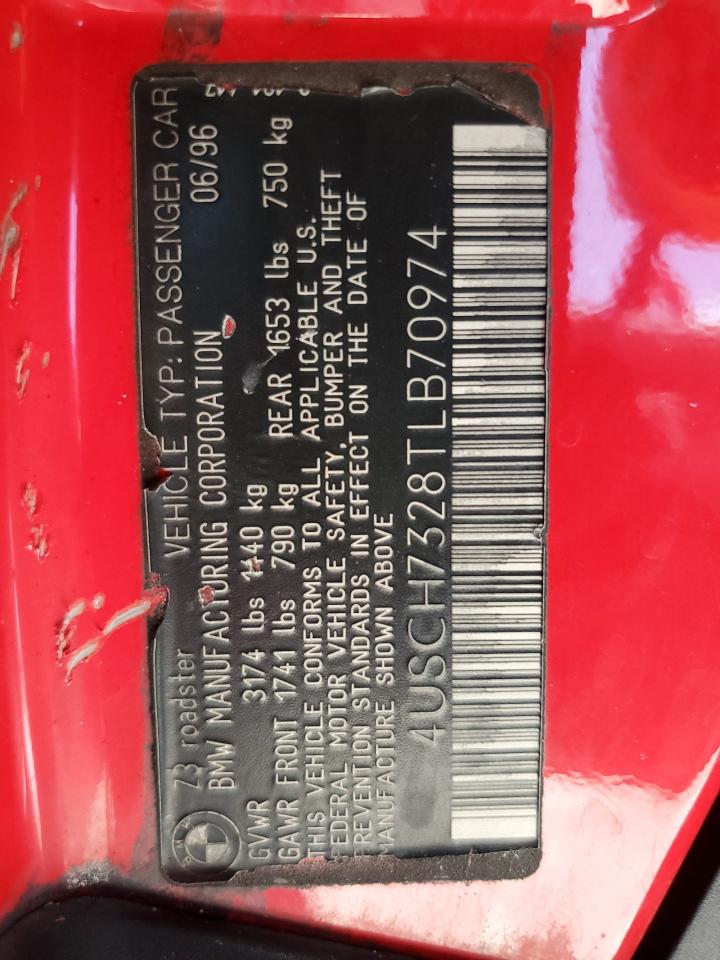 Z3 roadster VEHICLE TYP: PASSENGER CAR
BMW MANUFACTURING CORPORATION 06/96
GVWR 3174 lbs 1440 kg
GAWR FRONT 1741 lbs 790 kg REAR 1653 lbs 750 kg
THIS VEHICLE CONFORMS TO ALL APPLICABLE U.S.
FEDERAL MOTOR VEHICLE SAFETY, BUMPER AND THEFT
PREVENTION STANDARDS IN EFFECT ON THE DATE OF
MANUFACTURE SHOWN ABOVE
4USCH7328TLB70974